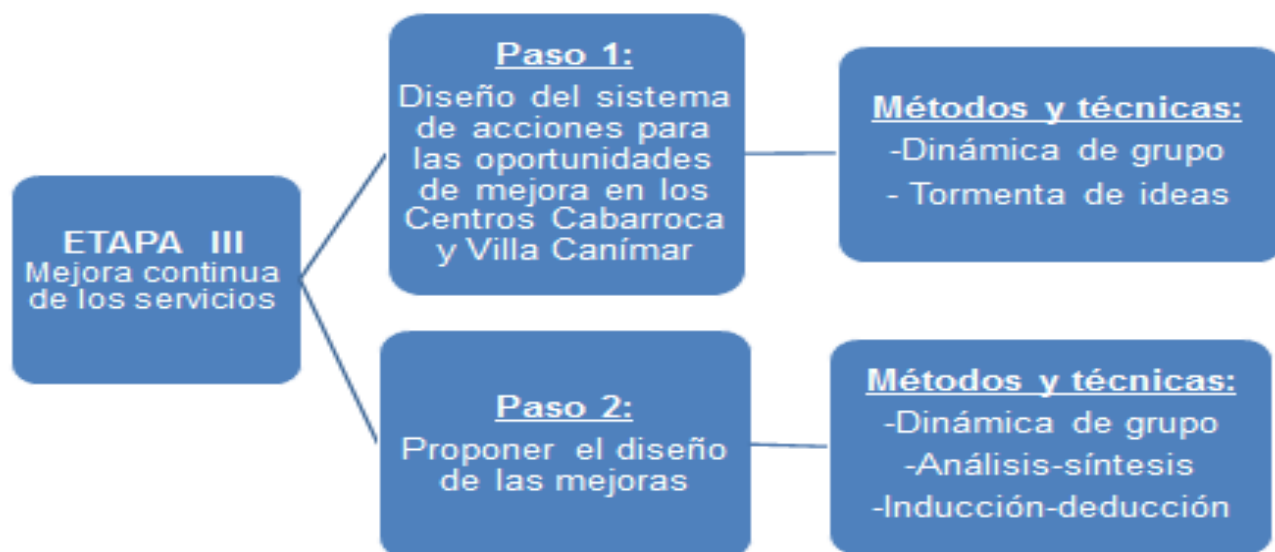 ETAPA III
Mejora continua
de los servicios
Paso 1:
Diseño del sistema
de acciones para
las oportunidades
de mejora en los
Centros Cabarroca
y Villa Canímar
Métodos y técnicas:
-Dinámica de grupo
- Tormenta de ideas
Paso 2:
Proponer el diseño
de las mejoras
Métodos y técnicas:
-Dinámica de grupo
-Análisis-síntesis
-Inducción-deducción